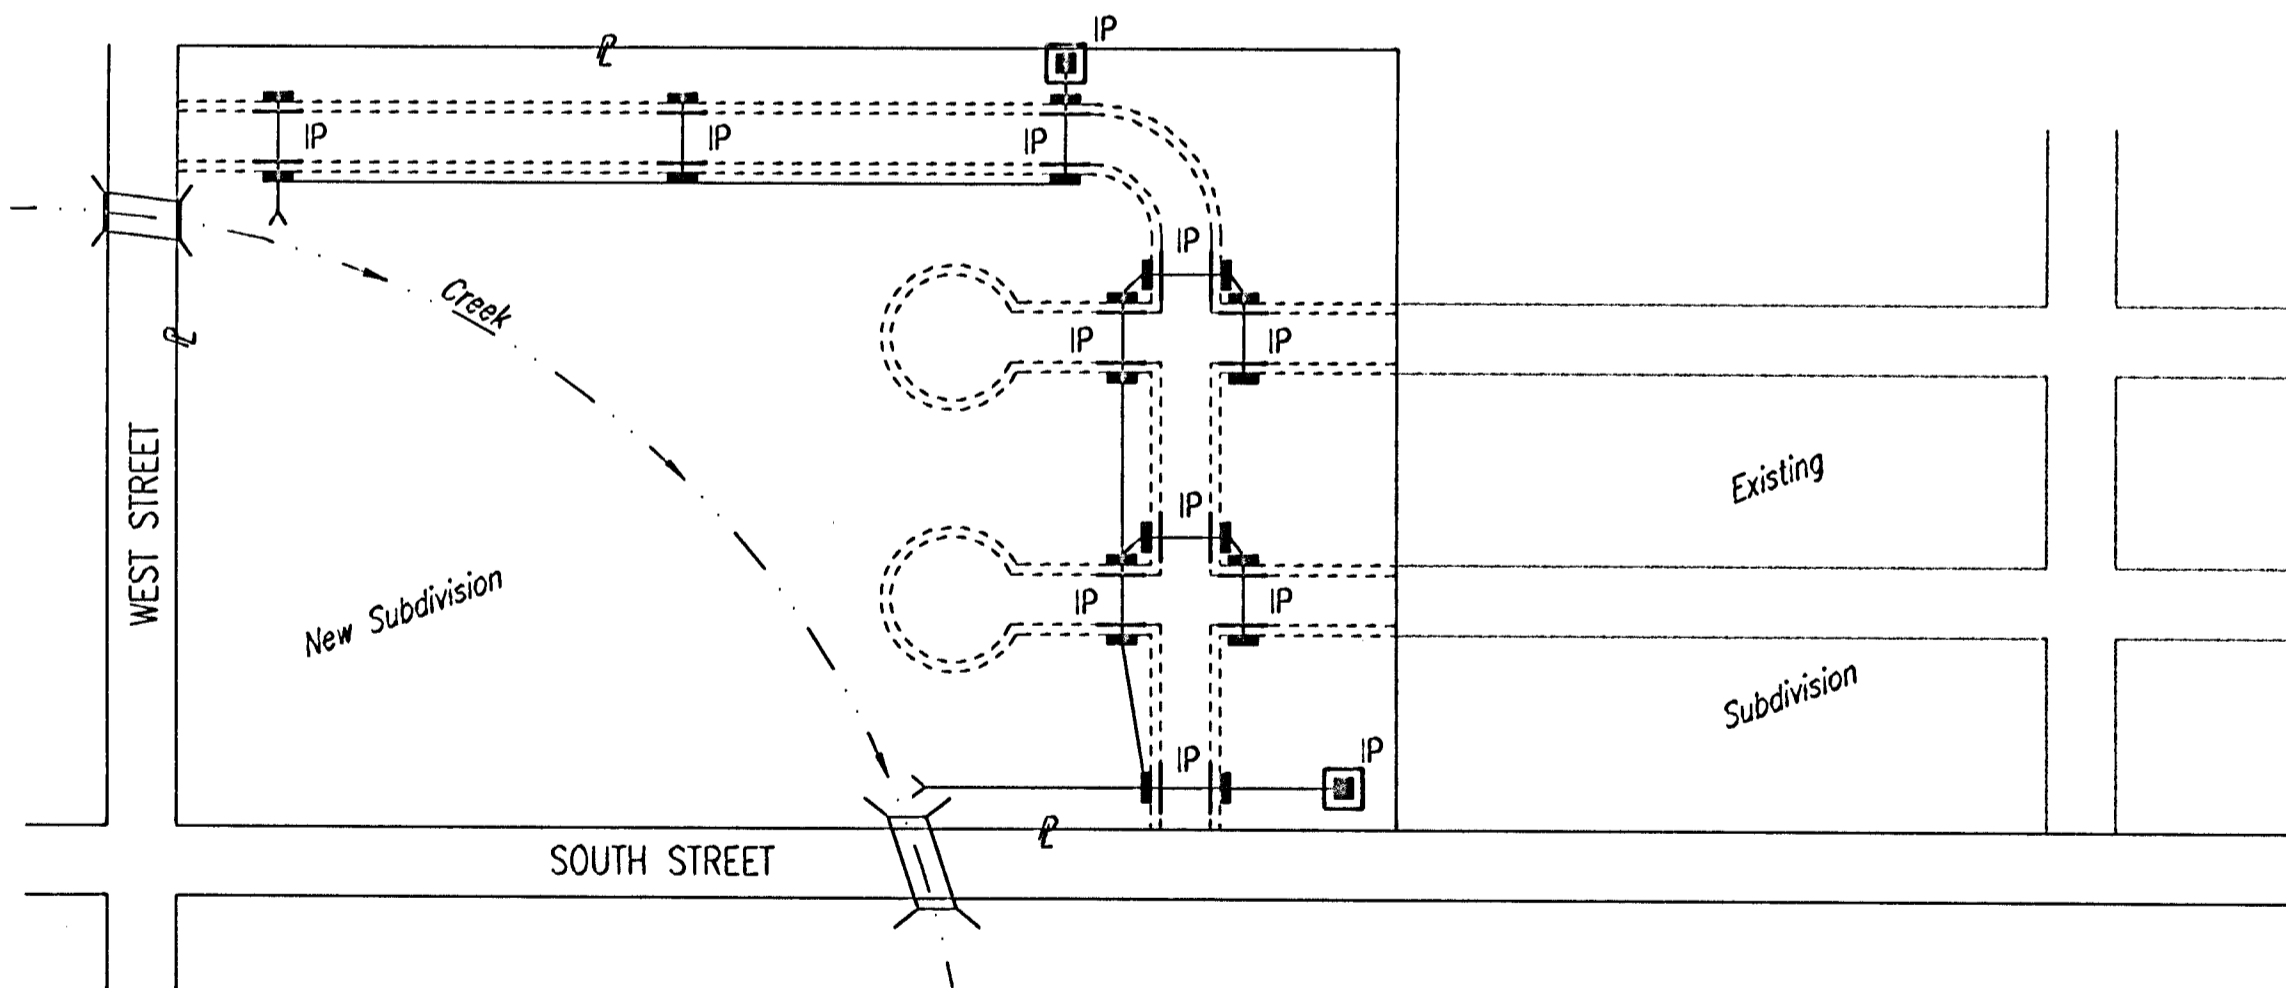 IP
℄
IP
IP
IP
IP
Creek
IP
IP
℄
WEST STREET
Existing
IP
New Subdivision
IP
IP
Subdivision
IP
IP
℄
SOUTH STREET